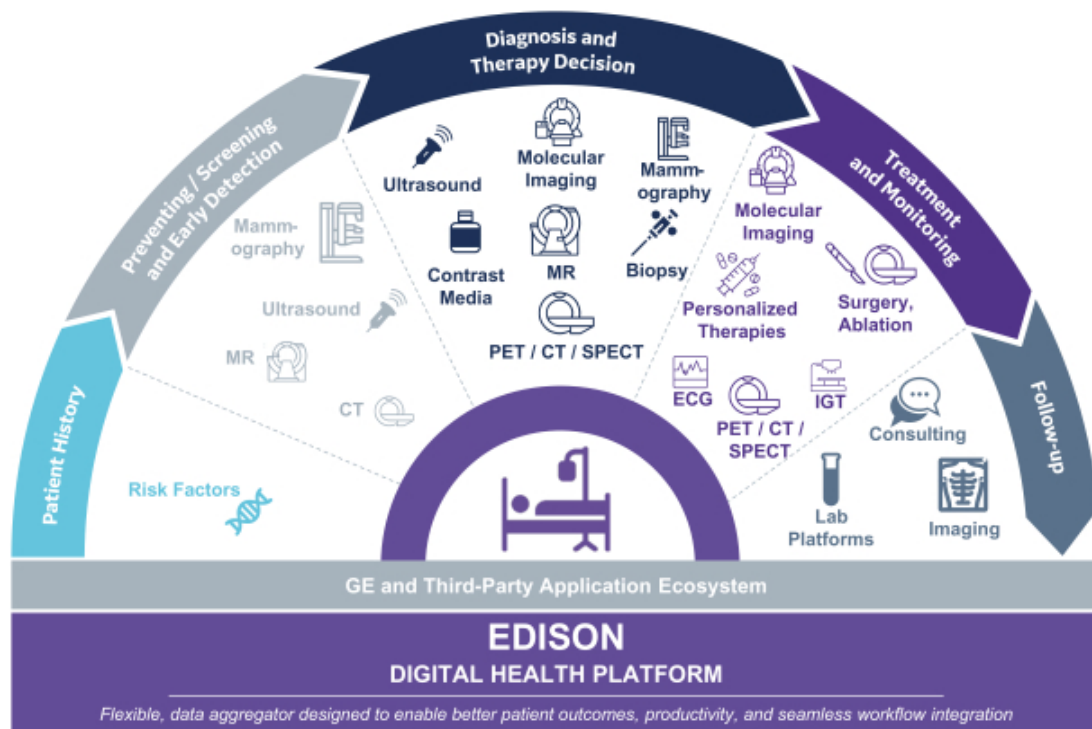 Diagnosis and
Therapy Decision
Preventing / Screening
and Early Detection
Treatment
and Monitoring
Patient History
Follow-up
Ultrasound
Molecular
Imaging
Mamm-
ography
Contrast
Media
MR
Biopsy
PET / CT / SPECT
Mamm-
ography
Ultrasound
MR
CT
Risk Factors
Molecular
Imaging
Personalized
Therapies
Surgery,
Ablation
ECG
PET / CT /
SPECT
IGT
Consulting
Lab
Platforms
Imaging
GE and Third-Party Application Ecosystem
EDISON
DIGITAL HEALTH PLATFORM
Flexible, data aggregator designed to enable better patient outcomes, productivity, and seamless workflow integration